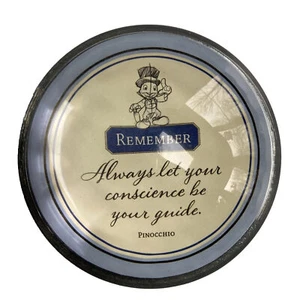 REMEMBER
Always let your
conscience be
your guide.
PINOCCHIO